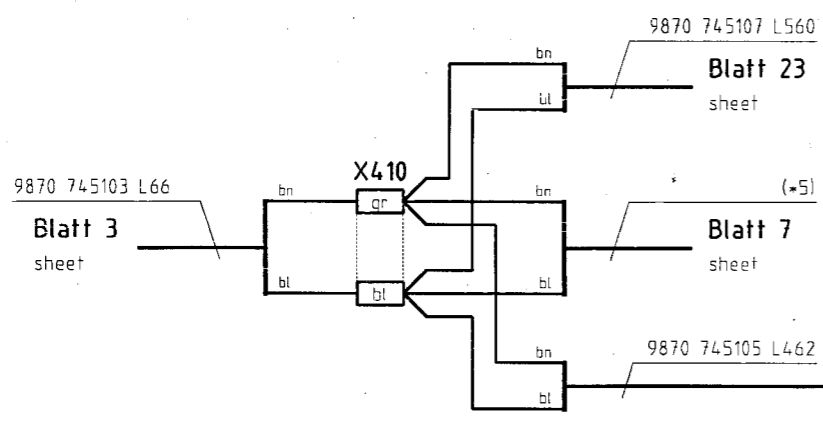 9870 745107 L560
bn
Blatt 23
bl
sheet
X410
9870 745103 L66
bn
gr
bn
(*5)
Blatt 3
Blatt 7
sheet
sheet
bl
bl
bl
bn
9870 745105 L462
bl